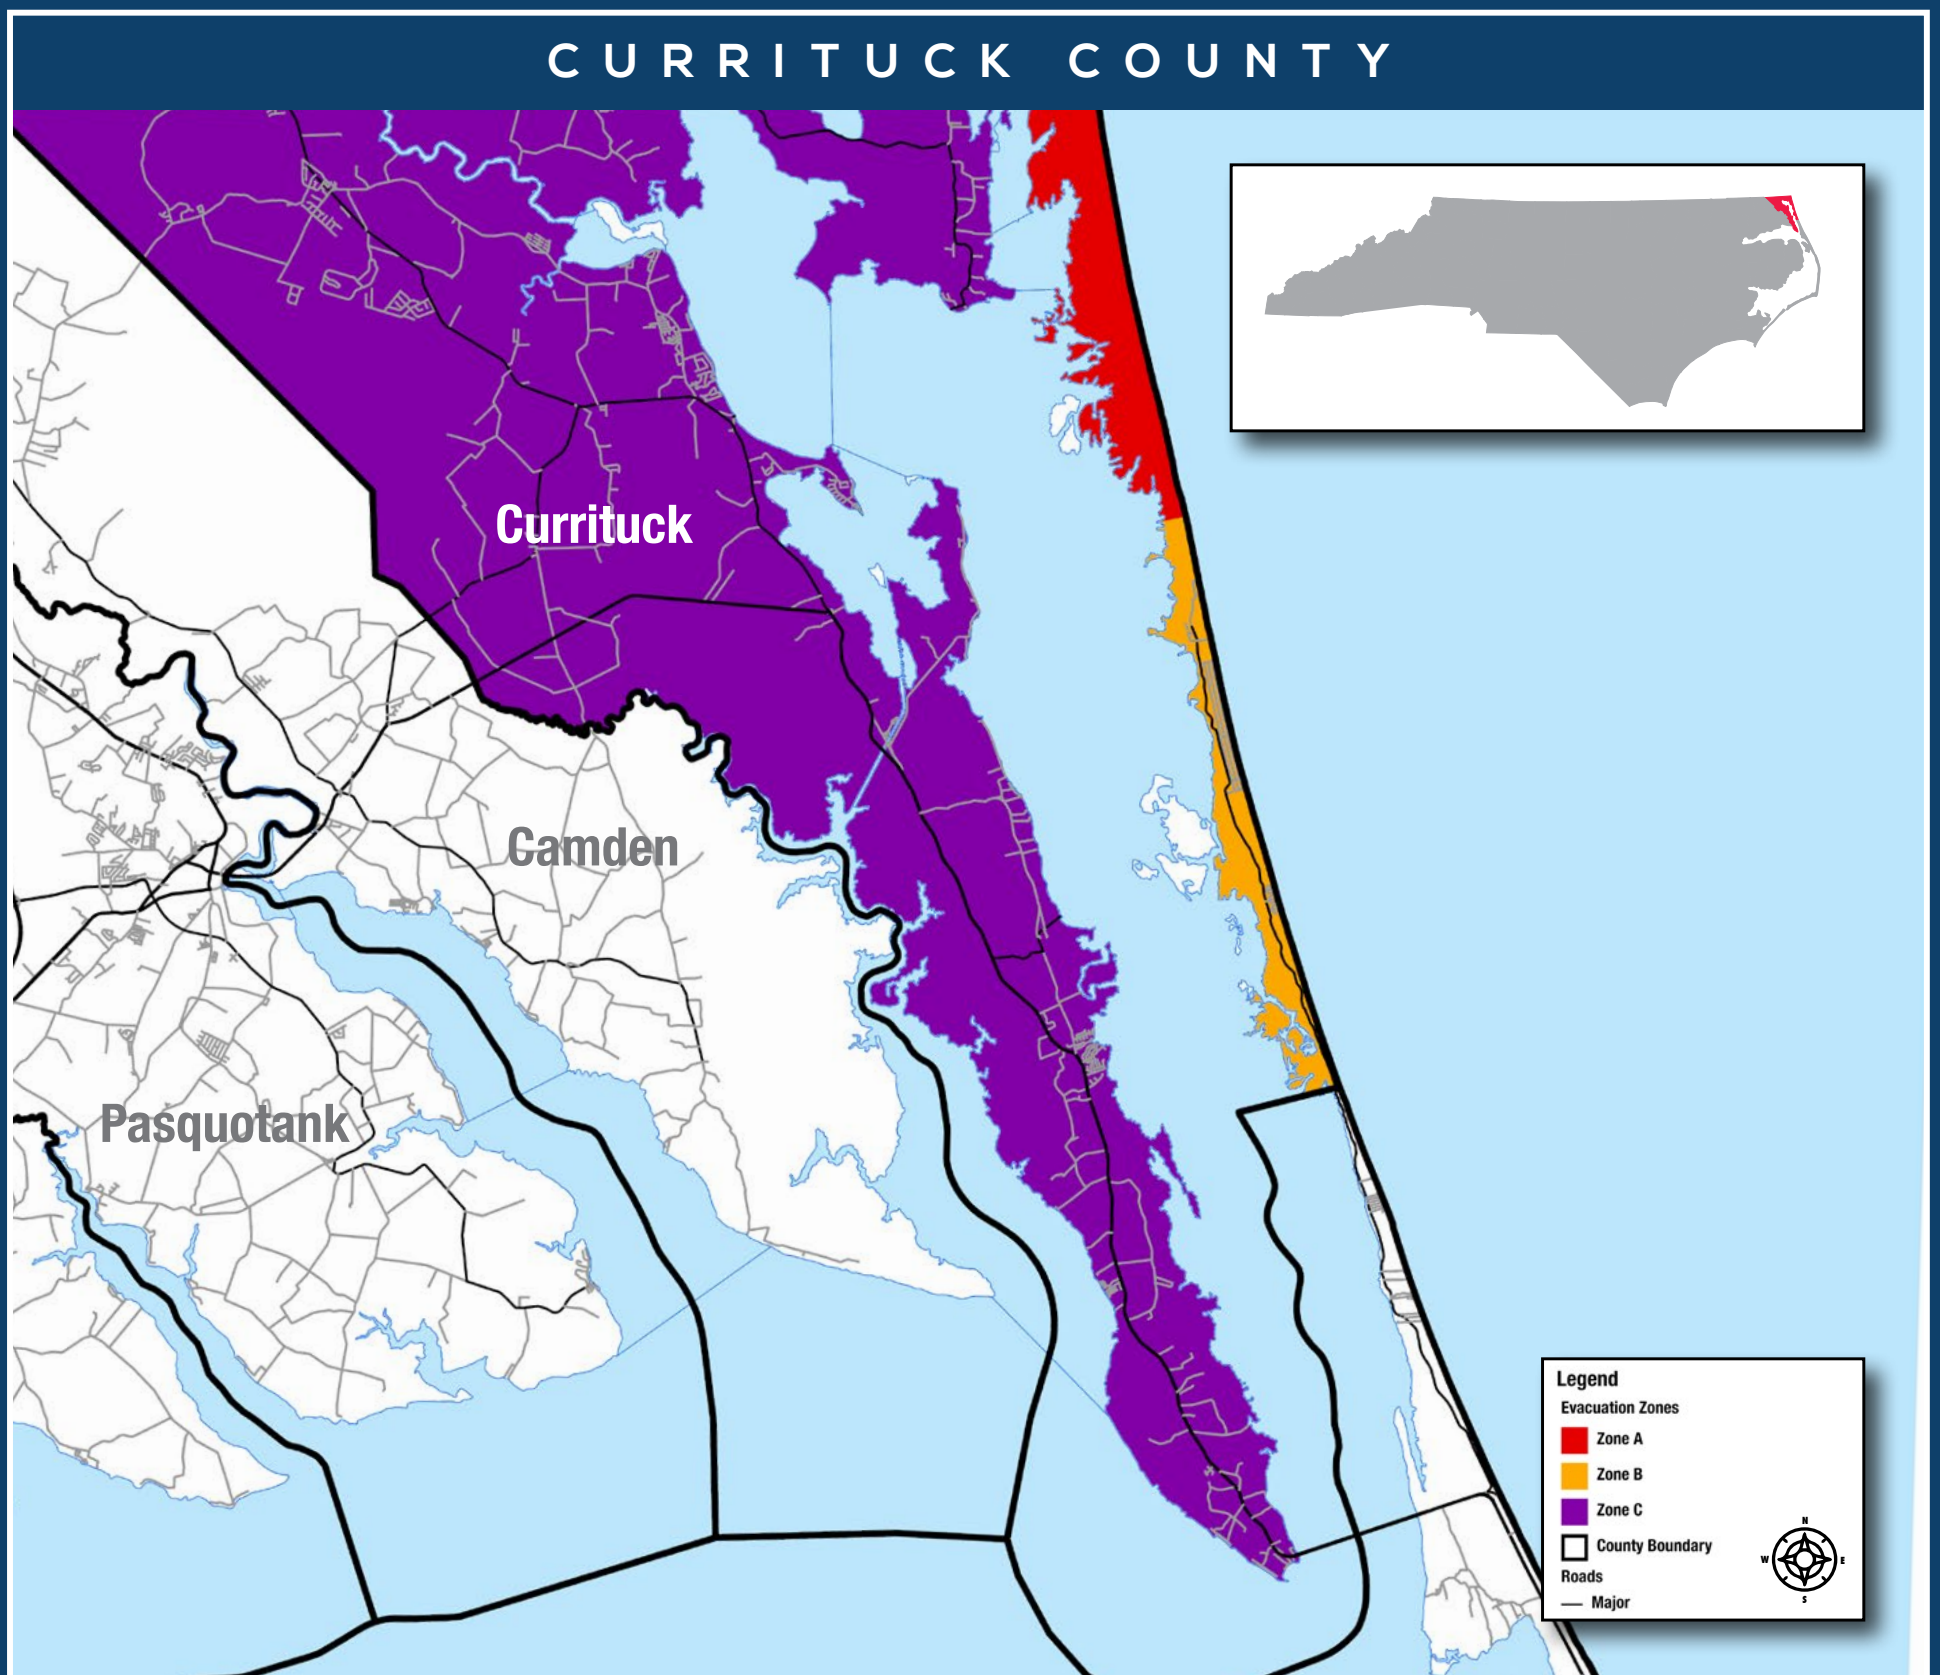 CURRITUCK COUNTY
Currituck
Camden
Pasquotank
Legend
Evacuation Zones
Zone A
Zone B
Zone C
County Boundary
Roads
Major
N
W
E
S